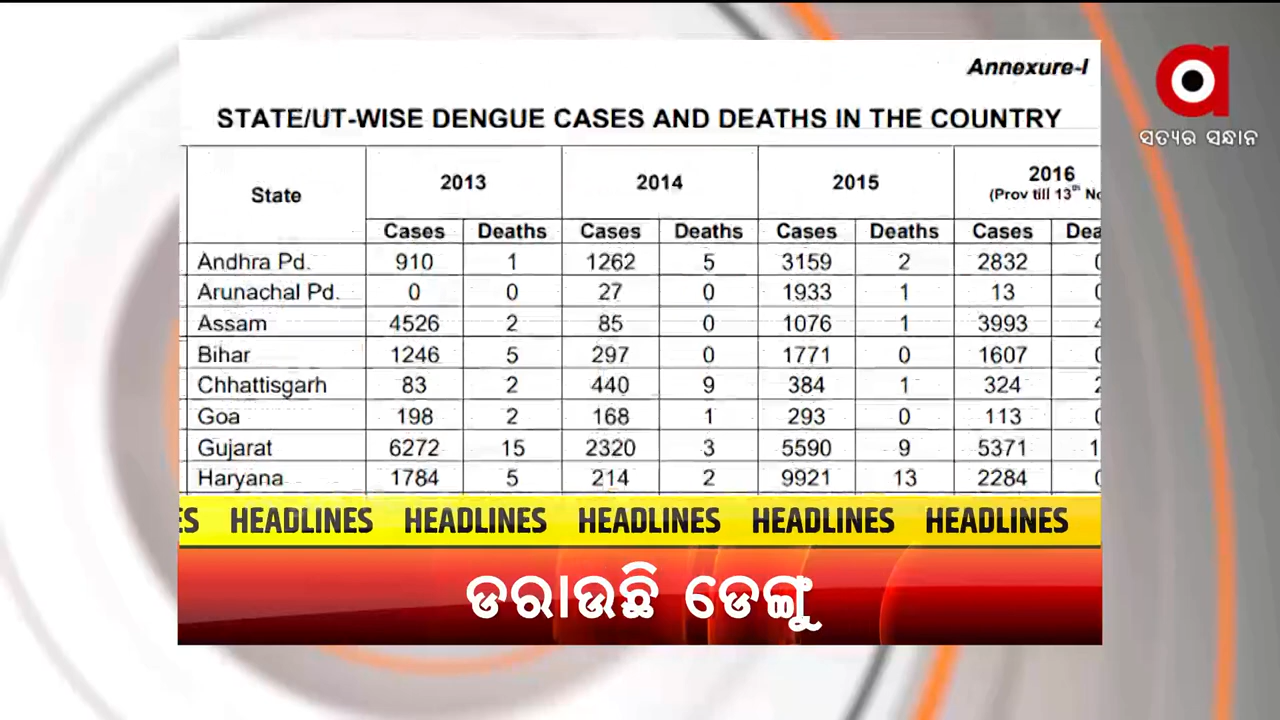 Annexure-I
ସତ୍ୟର ସନ୍ଧାନ
STATE/UT-WISE DENGUE CASES AND DEATHS IN THE COUNTRY
State 2013 2014 2015 2016
(Prov till 13th
Cases Deaths Cases Deaths Cases Deaths Cases
Andhra Pd. 910 1 1262 5 3159 2 2832
Arunachal Pd. 0 0 27 0 1933 1 13
Assam 4526 2 85 0 1076 1 3993
Bihar 1246 5 297 0 1771 0 1607
Chhattisgarh 83 2 440 9 384 1 324
Goa 198 2 168 1 293 0 113
Gujarat 6272 15 2320 3 5590 9 5371
Haryana 1784 5 214 2 9921 13 2284
HEADLINES HEADLINES HEADLINES HEADLINES HEADLINES
ଡରାଉଛି ଡେଙ୍ଗୁ